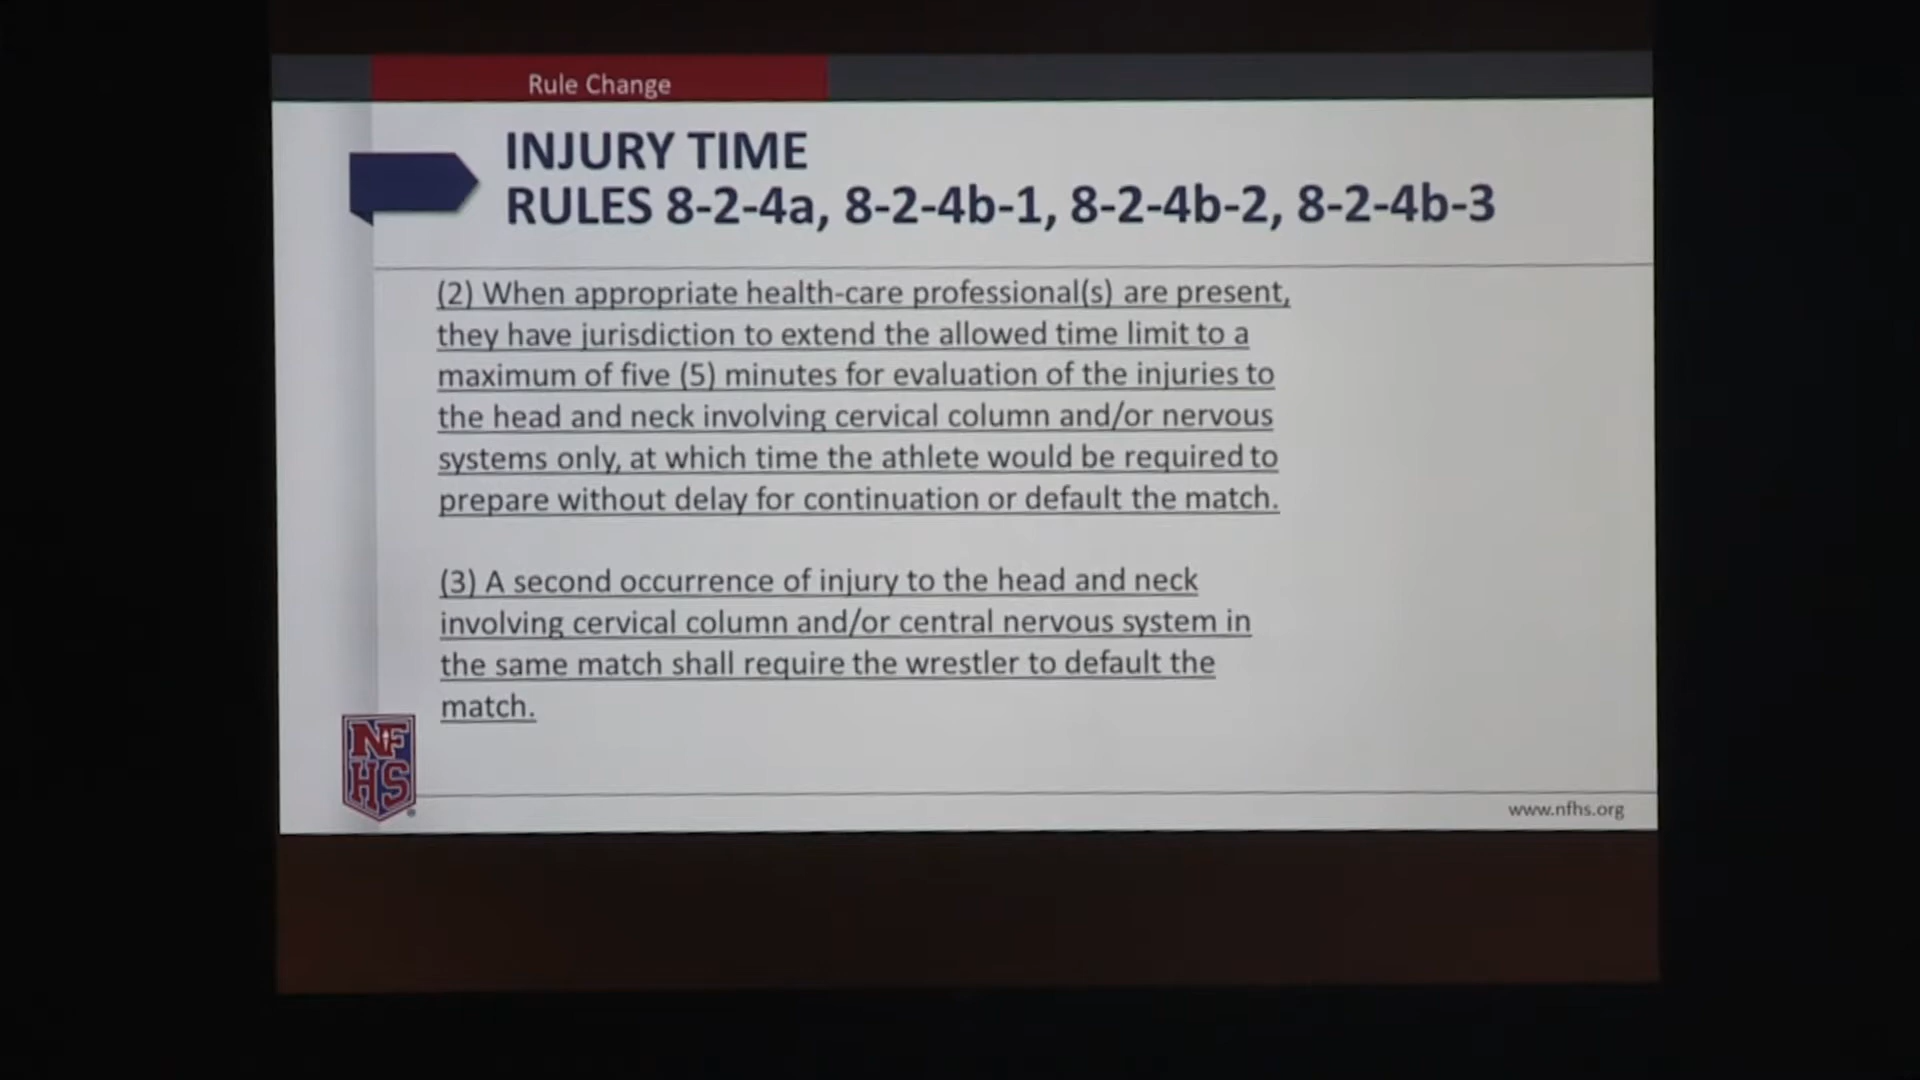 Rule Change
INJURY TIME
RULES 8-2-4a, 8-2-4b-1, 8-2-4b-2, 8-2-4b-3
(2) When appropriate health-care professional(s) are present,
they have jurisdiction to extend the allowed time limit to a
maximum of five (5) minutes for evaluation of the injuries to
the head and neck involving cervical column and/or nervous
systems only, at which time the athlete would be required to
prepare without delay for continuation or default the match.
(3) A second occurrence of injury to the head and neck
involving cervical column and/or central nervous system in
the same match shall require the wrestler to default the
match.
NF
HS
®
www.nfhs.org